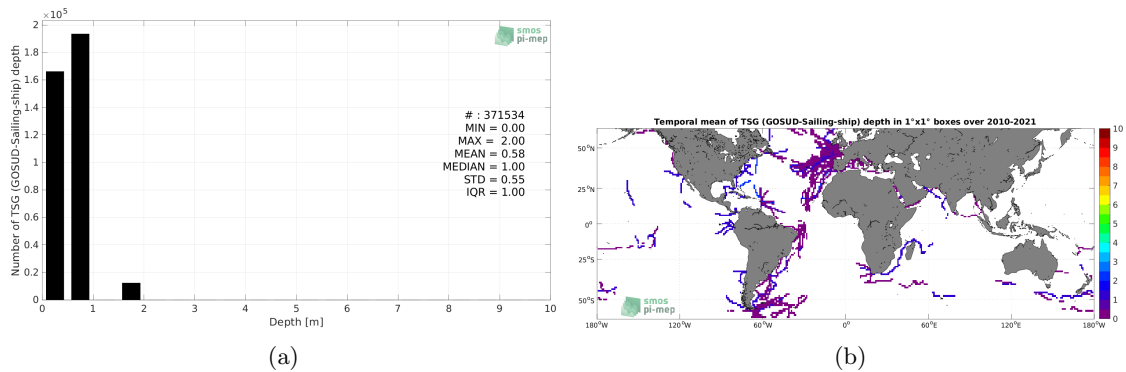 ×10⁵
2
1.8
1.6
1.4
1.2
1
0.8
0.6
0.4
0.2
0
Number of TSG (GOSUD-Sailing-ship) depth
smos
pi-mep
# : 371534
MIN = 0.00
MAX = 2.00
MEAN = 0.58
MEDIAN = 1.00
STD = 0.55
IQR = 1.00
0 1 2 3 4 5 6 7 8 9 10
Depth [m]
(a)
Temporal mean of TSG (GOSUD-Sailing-ship) depth in 1°x1° boxes over 2010-2021
50°N
25°N
0°
25°S
50°S
smos
pi-mep
180°W 120°W 60°W 0° 60°E 120°E 180°W
10
9
8
7
6
5
4
3
2
1
0
(b)